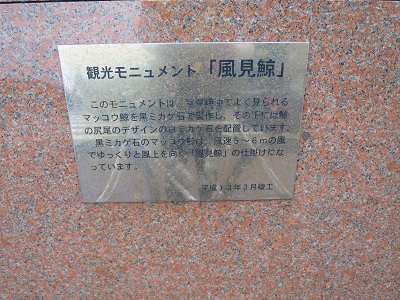 観光モニュメント「風見鯨」
このモニュメントは、室戸岬沖でよく見られる
マッコウ鯨を黒ミカゲ石で製作し、その下には鯨
の尻尾のデザインのミカゲ石を配置しています。
黒ミカゲ石のマッコウ鯨は、風速5～6mの風
でゆっくりと風上を向く「風見鯨」の仕掛けにな
っています。
平成13年3月竣工